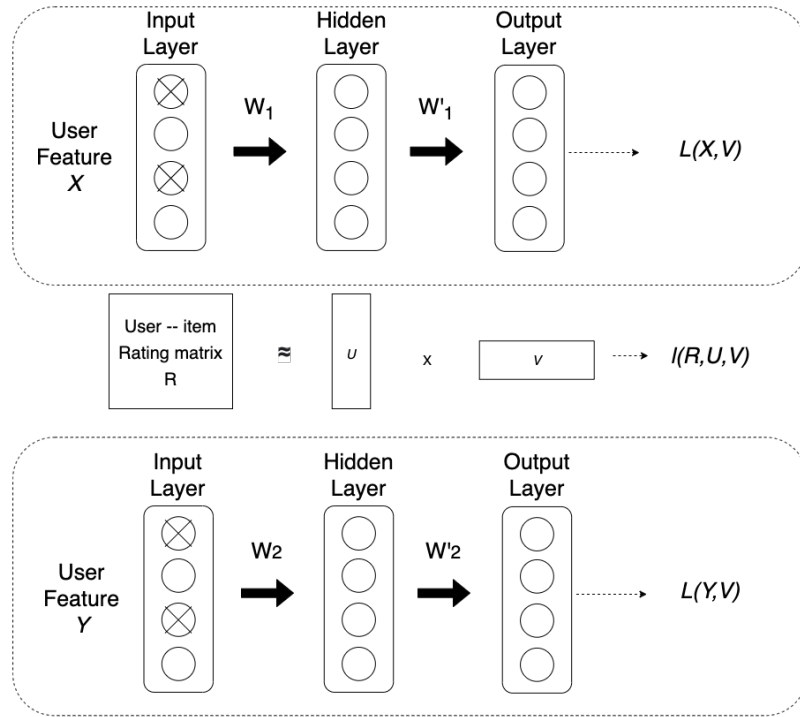 Input
Layer
Hidden
Layer
Output
Layer
User
Feature
X
W1
W'1
L(X,V)
User -- item
Rating matrix
R
≈
U
x
V
l(R,U,V)
Input
Layer
Hidden
Layer
Output
Layer
User
Feature
Y
W2
W'2
L(Y,V)